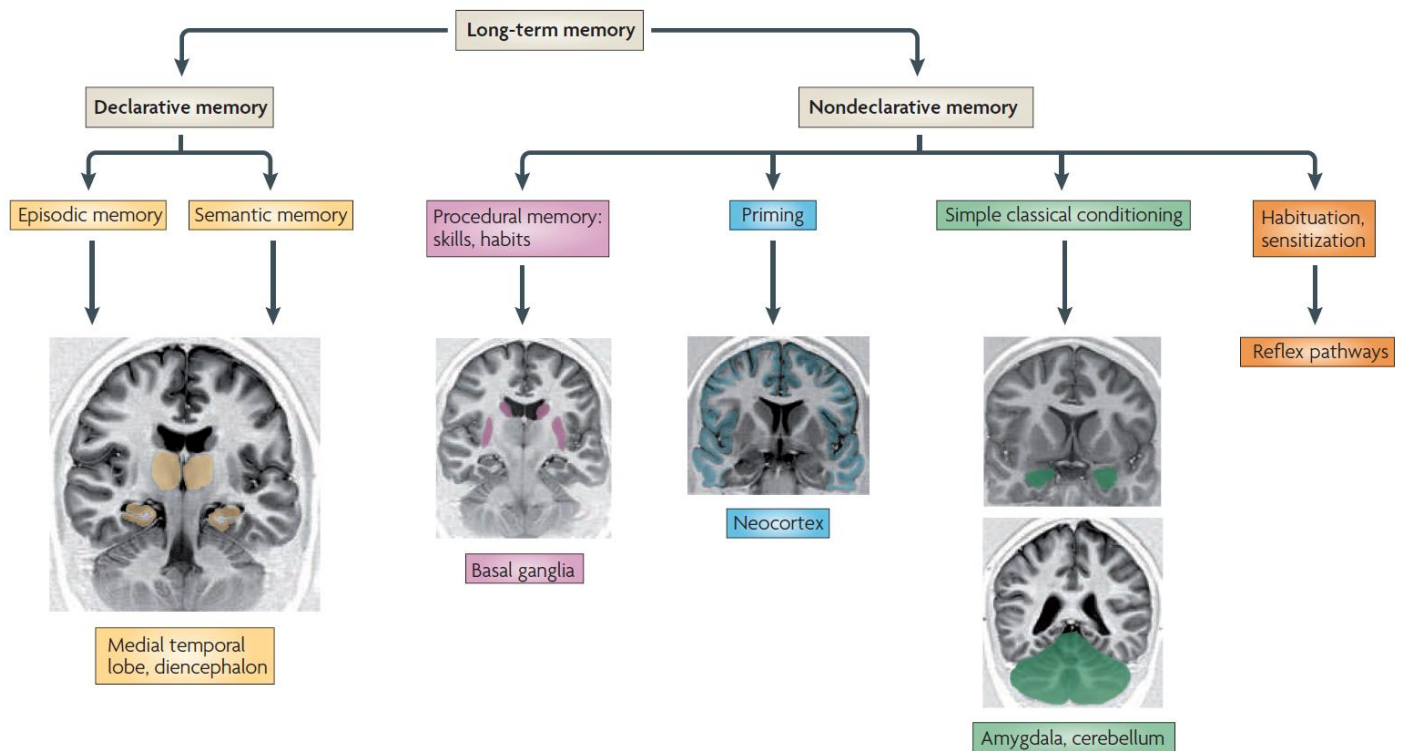 Long-term memory
Declarative memory
Nondeclarative memory
Episodic memory
Semantic memory
Procedural memory:
skills, habits
Priming
Simple classical conditioning
Habituation,
sensitization
Reflex pathways
Neocortex
Basal ganglia
Medial temporal
lobe, diencephalon
Amygdala, cerebellum